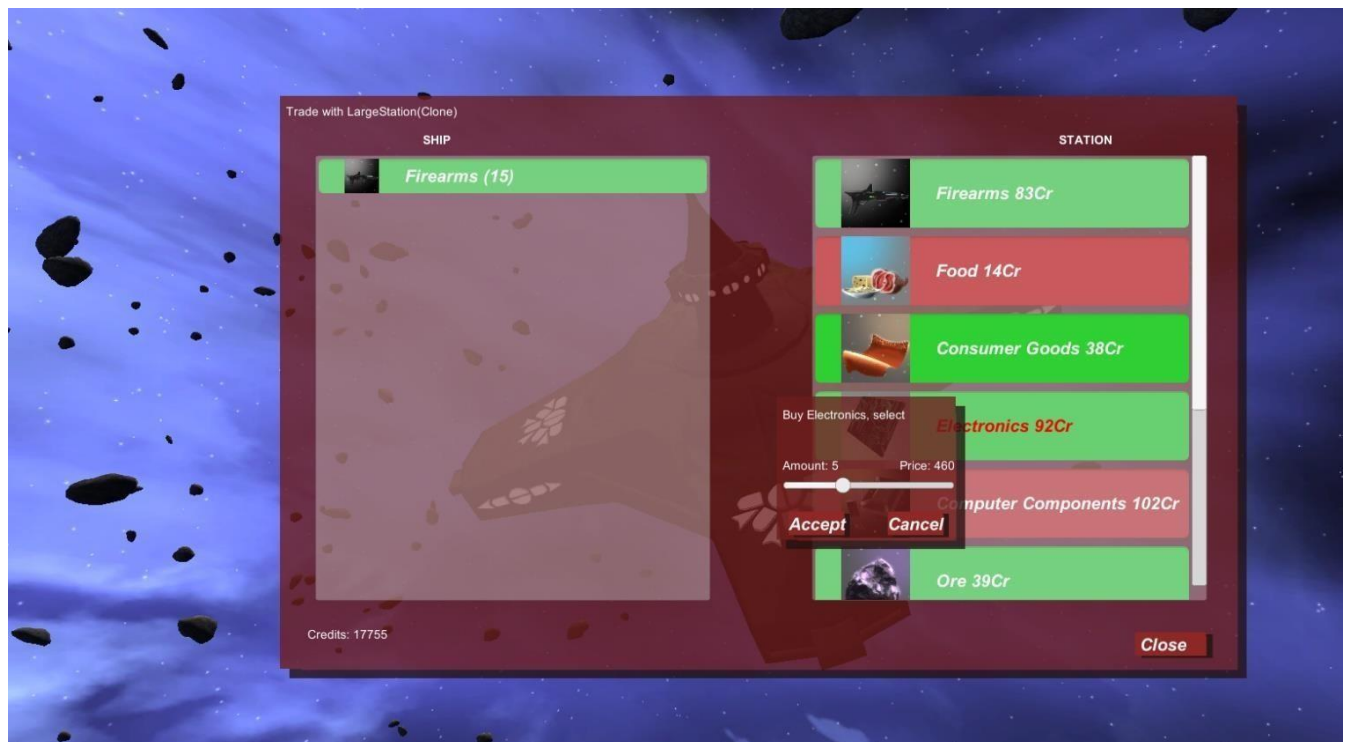 Trade with LargeStation(Clone)
SHIP
STATION
Firearms (15)
Firearms 83Cr
Food 14Cr
Consumer Goods 38Cr
Electronics 92Cr
Buy Electronics, select
Amount: 5 Price: 460
Accept Cancel
Computer Components 102Cr
Ore 39Cr
Credits: 17755
Close